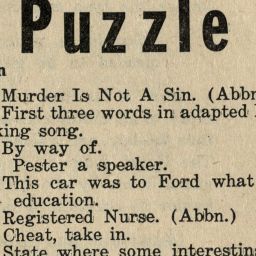 Puzzle
n
Murder Is Not A Sin. (Abbn
First three words in adapted
king song.
By way of.
Pester a speaker.
This car was to Ford what
education.
Registered Nurse. (Abbn.)
Cheat, take in.
State where some interestin